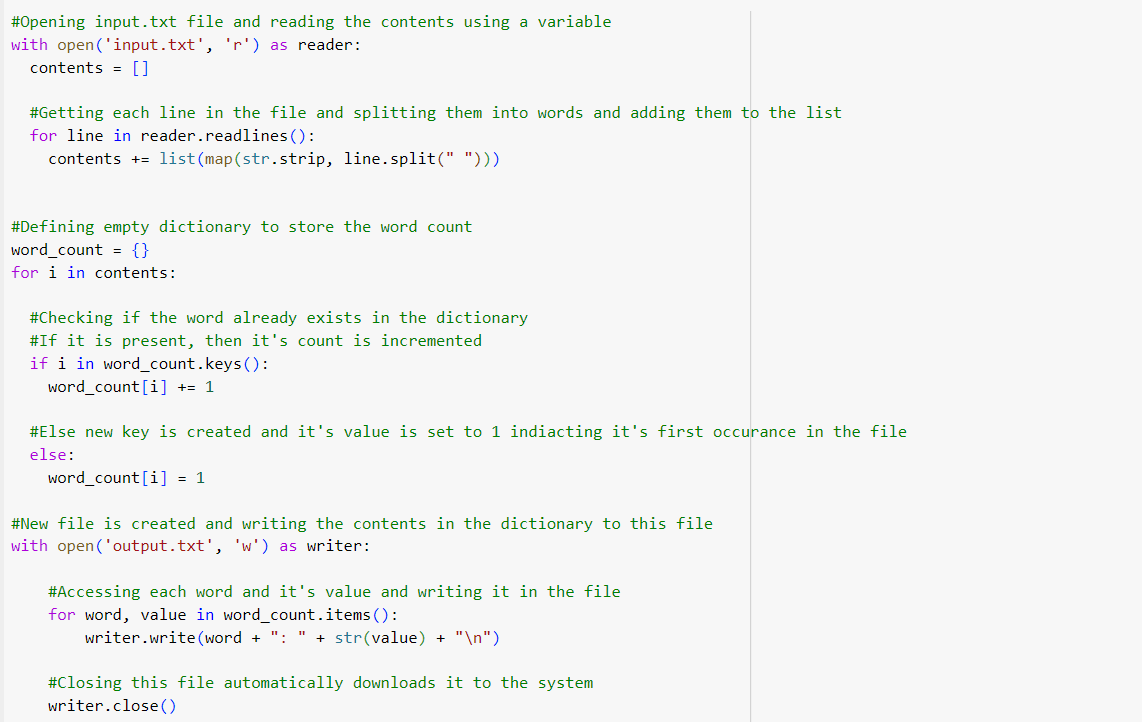 #Opening input.txt file and reading the contents using a variable
with open('input.txt', 'r') as reader:
  contents = []

  #Getting each line in the file and splitting them into words and adding them to the list
  for line in reader.readlines():
    contents += list(map(str.strip, line.split(" ")))


#Defining empty dictionary to store the word count
word_count = {}
for i in contents:

  #Checking if the word already exists in the dictionary
  #If it is present, then it's count is incremented
  if i in word_count.keys():
    word_count[i] += 1

  #Else new key is created and it's value is set to 1 indiacting it's first occurance in the file
  else:
    word_count[i] = 1

#New file is created and writing the contents in the dictionary to this file
with open('output.txt', 'w') as writer:

    #Accessing each word and it's value and writing it in the file
    for word, value in word_count.items():
        writer.write(word + ": " + str(value) + "\n")

    #Closing this file automatically downloads it to the system
    writer.close()